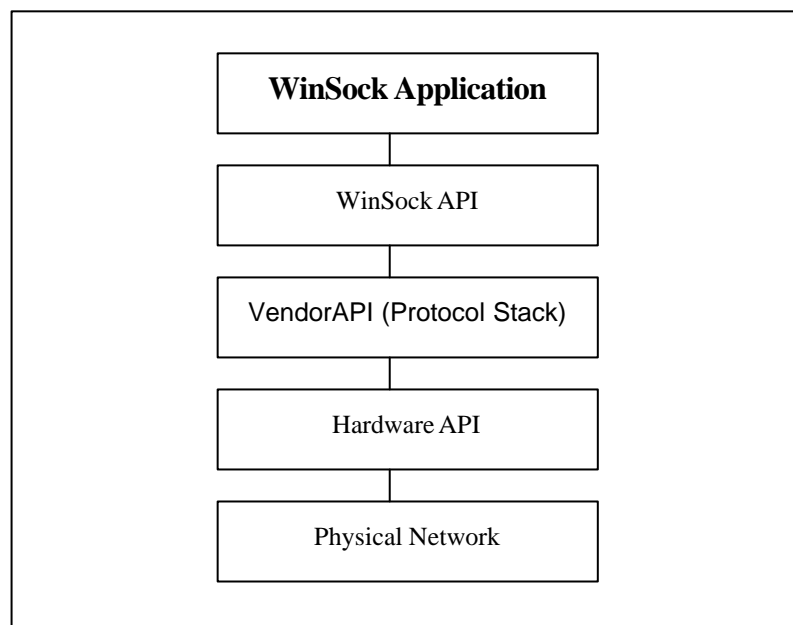 WinSock Application
WinSock API
VendorAPI (Protocol Stack)
Hardware API
Physical Network